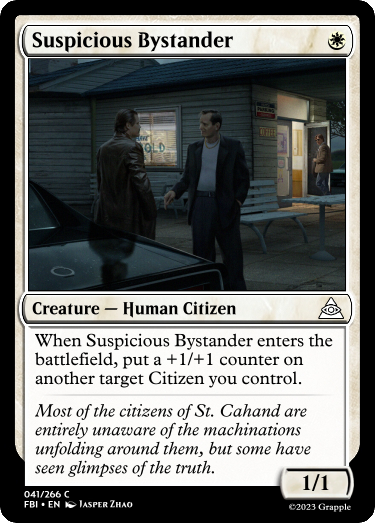 Suspicious Bystander
Creature — Human Citizen
When Suspicious Bystander enters the
battlefield, put a +1/+1 counter on
another target Citizen you control.
Most of the citizens of St. Cahand are
entirely unaware of the machinations
unfolding around them, but some have
seen glimpses of the truth.
1/1
041/266 C
FBI • EN Jasper Zhao
©2023 Grapple